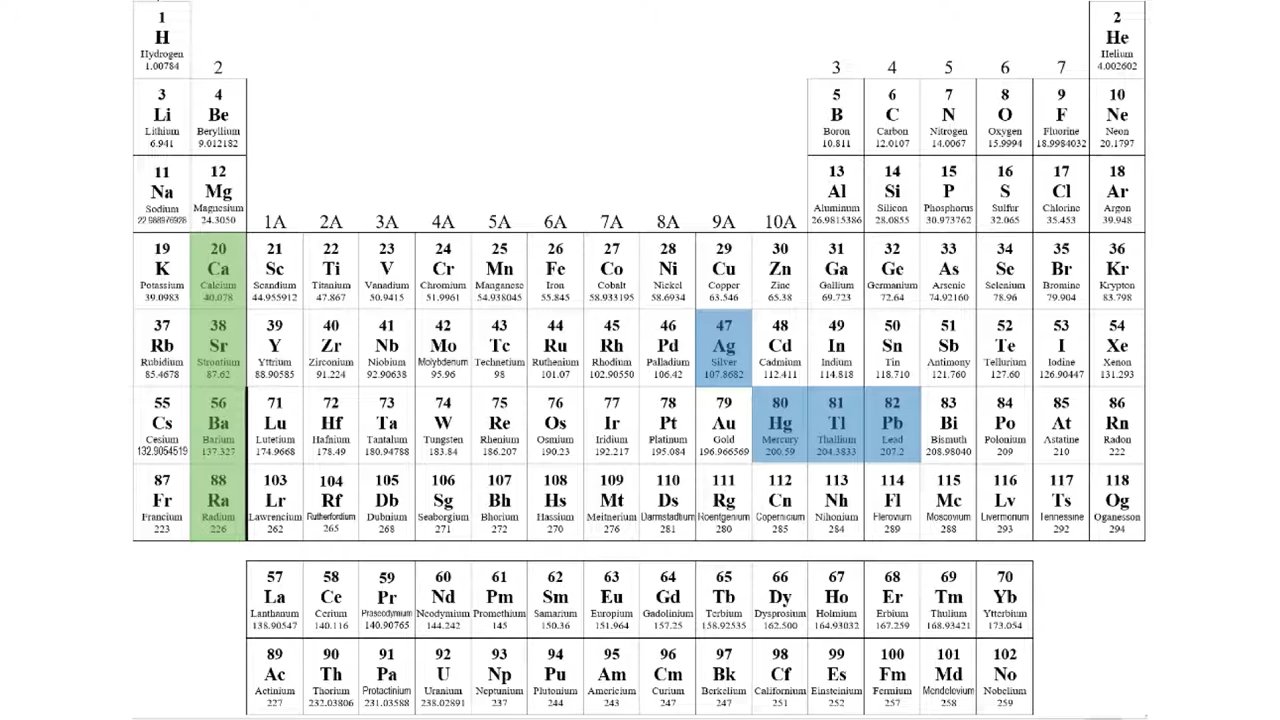 1 2
H He
Hydrogen Helium
1.00784 2 3 4 5 6 7 4.002602
3 4 5 6 7 8 9 10
Li Be B C N O F Ne
Lithium Beryllium Boron Carbon Nitrogen Oxygen Fluorine Neon
6.941 9.012182 10.811 12.0107 14.0067 15.9994 18.9984032 20.1797
11 12 13 14 15 16 17 18
Na Mg Al Si P S Cl Ar
Sodium Magnesium Aluminum Silicon Phosphorus Sulfur Chlorine Argon
22.988976928 24.3050 1A 2A 3A 4A 5A 6A 7A 8A 9A 10A 26.9815386 28.0855 30.973762 32.065 35.453 39.948
19 20 21 22 23 24 25 26 27 28 29 30 31 32 33 34 35 36
K Ca Sc Ti V Cr Mn Fe Co Ni Cu Zn Ga Ge As Se Br Kr
Potassium Calcium Scandium Titanium Vanadium Chromium Manganese Iron Cobalt Nickel Copper Zinc Gallium Germanium Arsenic Selenium Bromine Krypton
39.0983 40.078 44.955912 47.867 50.9415 51.9961 54.938045 55.845 58.933195 58.6934 63.546 65.38 69.723 72.64 74.92160 78.96 79.904 83.798
37 38 39 40 41 42 43 44 45 46 47 48 49 50 51 52 53 54
Rb Sr Y Zr Nb Mo Tc Ru Rh Pd Ag Cd In Sn Sb Te I Xe
Rubidium Strontium Yttrium Zirconium Niobium Molybdenum Technetium Ruthenium Rhodium Palladium Silver Cadmium Indium Tin Antimony Tellurium Iodine Xenon
85.4678 87.62 88.90585 91.224 92.90638 95.96 98 101.07 102.90550 106.42 107.8682 112.411 114.818 118.710 121.760 127.60 126.90447 131.293
55 56 71 72 73 74 75 76 77 78 79 80 81 82 83 84 85 86
Cs Ba Lu Hf Ta W Re Os Ir Pt Au Hg Tl Pb Bi Po At Rn
Cesium Barium Lutetium Hafnium Tantalum Tungsten Rhenium Osmium Iridium Platinum Gold Mercury Thallium Lead Bismuth Polonium Astatine Radon
132.9054519 137.327 174.9668 178.49 180.94788 183.84 186.207 190.23 192.217 195.084 196.966569 200.59 204.3833 207.2 208.98040 209 210 222
87 88 103 104 105 106 107 108 109 110 111 112 113 114 115 116 117 118
Fr Ra Lr Rf Db Sg Bh Hs Mt Ds Rg Cn Nh Fl Mc Lv Ts Og
Francium Radium Lawrencium Rutherfordium Dubnium Seaborgium Bhorium Hassium Meitnerium Darmstadtium Roentgenium Copernicium Nihonium Flerovium Moscovium Livermorium Tennessine Oganesson
223 226 262 265 268 271 272 270 276 281 280 285 284 289 288 293 292 294
57 58 59 60 61 62 63 64 65 66 67 68 69 70
La Ce Pr Nd Pm Sm Eu Gd Tb Dy Ho Er Tm Yb
Lanthanum Cerium Praseodymium Neodymium Promethium Samarium Europium Gadolinium Terbium Dysprosium Holmium Erbium Thulium Ytterbium
138.90547 140.116 140.90765 144.242 145 150.36 151.964 157.25 158.92535 162.500 164.93032 167.259 168.93421 173.054
89 90 91 92 93 94 95 96 97 98 99 100 101 102
Ac Th Pa U Np Pu Am Cm Bk Cf Es Fm Md No
Actinium Thorium Protactinium Uranium Neptunium Plutonium Americium Curium Berkelium Californium Einsteinium Fermium Mendelevium Nobelium
227 232.03806 231.03588 238.02891 237 244 243 247 247 251 252 257 258 259